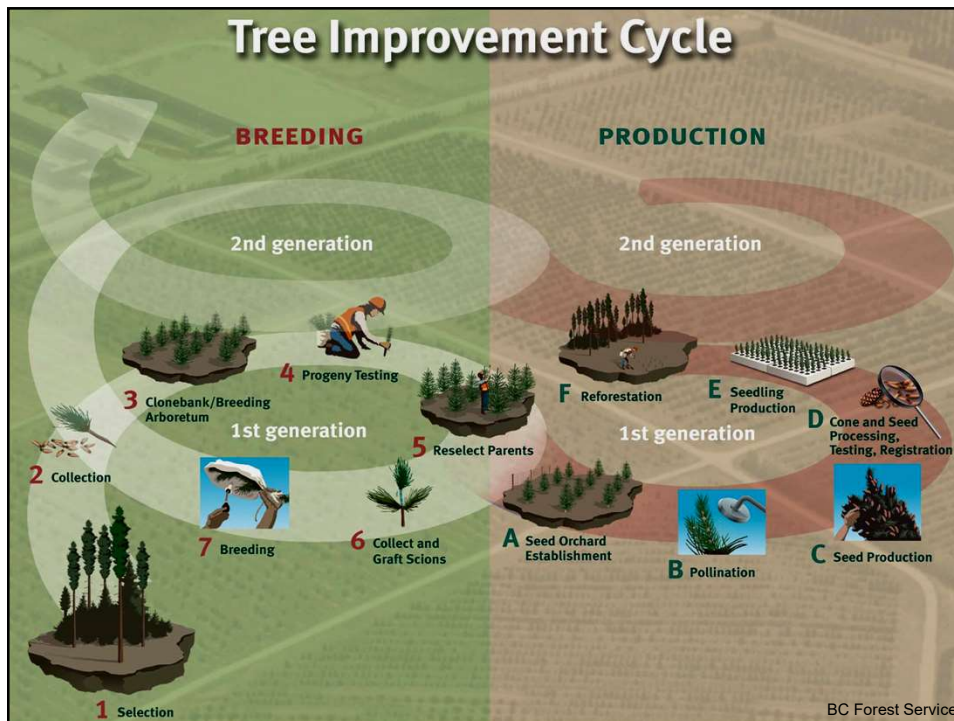 Tree Improvement Cycle
BREEDING
PRODUCTION
2nd generation
2nd generation
4 Progeny Testing
3 Clonebank/Breeding
Arboretum
F Reforestation
E Seedling
Production
D Cone and Seed
Processing,
Testing, Registration
1st generation
1st generation
5 Reselect Parents
2 Collection
7 Breeding
6 Collect and
Graft Scions
A Seed Orchard
Establishment
B Pollination
C Seed Production
1 Selection
BC Forest Service